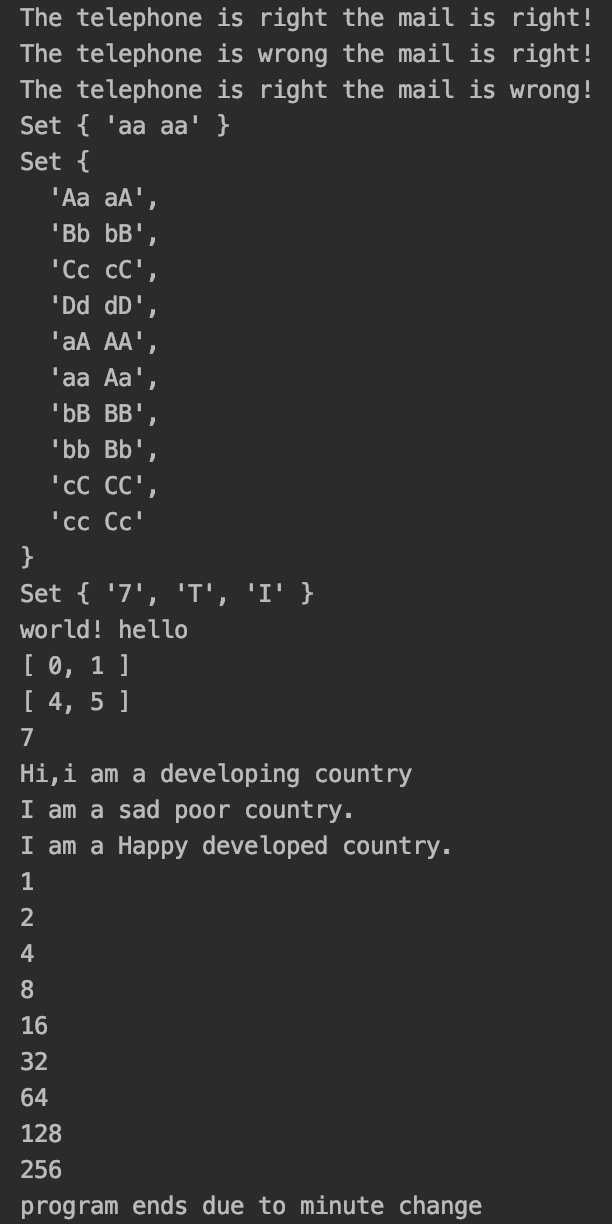 The telephone is right the mail is right!
The telephone is wrong the mail is right!
The telephone is right the mail is wrong!
Set { 'aa aa' }
Set {
  'Aa aA',
  'Bb bB',
  'Cc cC',
  'Dd dD',
  'aA AA',
  'aa Aa',
  'bB BB',
  'bb Bb',
  'cC CC',
  'cc Cc'
}
Set { '7', 'T', 'I' }
world! hello
[ 0, 1 ]
[ 4, 5 ]
7
Hi,i am a developing country
I am a sad poor country.
I am a Happy developed country.
1
2
4
8
16
32
64
128
256
program ends due to minute change